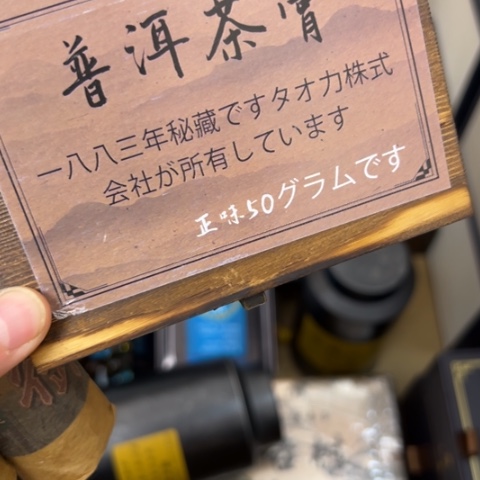 普洱茶膏
一八八三年秘藏ですタオカ株式
会社が所有しています
正味50グラムです